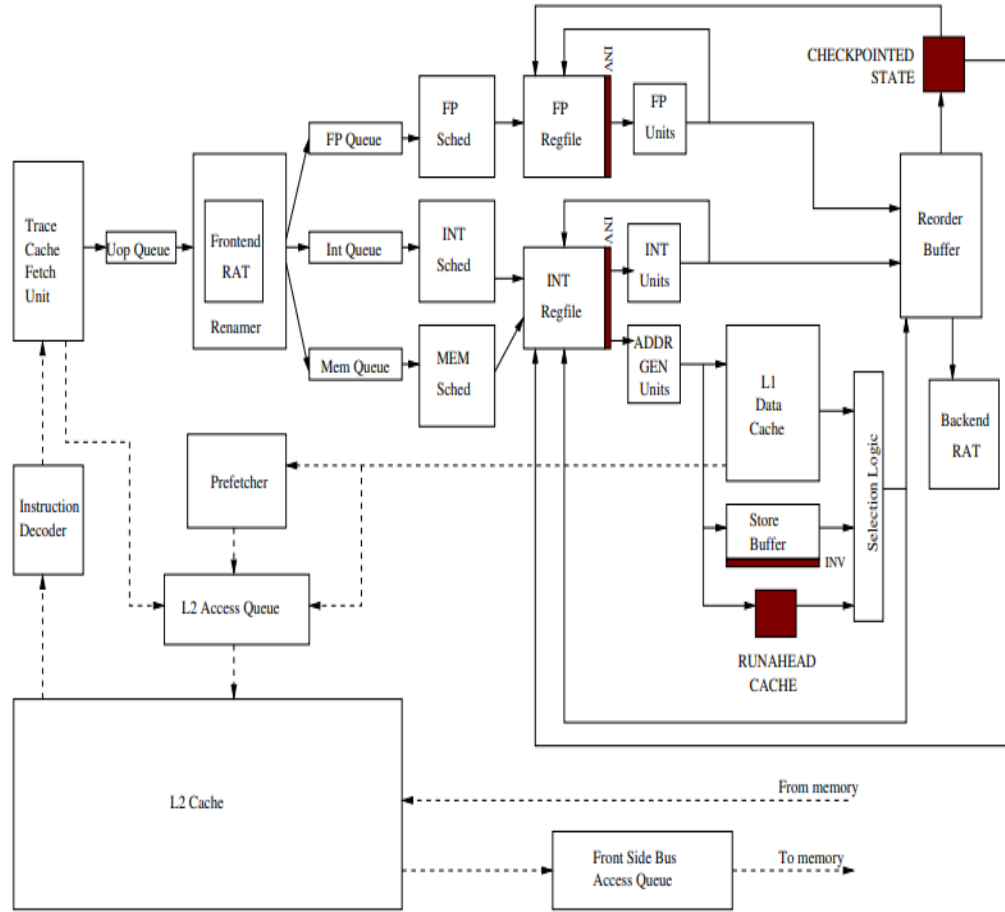 CHECKPOINTED
STATE
INV
FP
Regfile
FP
Units
FP
Sched
FP Queue
Trace
Cache
Fetch
Unit
Uop Queue
Frontend
RAT
Renamer
Int Queue
INT
Sched
INV
INT
Regfile
INT
Units
Reorder
Buffer
Mem Queue
MEM
Sched
ADDR
GEN
Units
L1
Data
Cache
Selection Logic
Backend
RAT
Instruction
Decoder
Prefetcher
Store
Buffer
INV
L2 Access Queue
RUNAHEAD
CACHE
L2 Cache
From memory
Front Side Bus
Access Queue
To memory